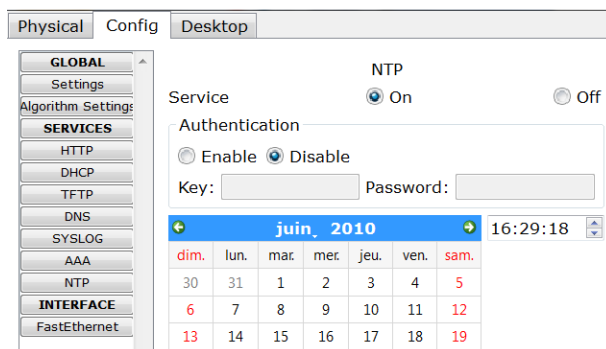 Physical Config Desktop
GLOBAL
Settings
Algorithm Settings
SERVICES
HTTP
DHCP
TFTP
DNS
SYSLOG
AAA
NTP
INTERFACE
FastEthernet
NTP
Service On Off
Authentication
Enable Disable
Key: Password:
juin, 2010 16:29:18
dim. lun. mar. mer. jeu. ven. sam.
30 31 1 2 3 4 5
6 7 8 9 10 11 12
13 14 15 16 17 18 19